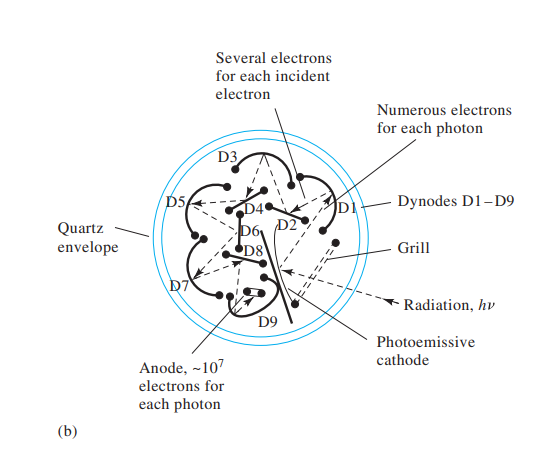 Several electrons
for each incident
electron
Numerous electrons
for each photon
D3
D5
D4
D2
D1
Dynodes D1–D9
Quartz
envelope
D6
D8
Grill
D7
Radiation, hν
D9
Photoemissive
cathode
Anode, ~10⁷
electrons for
each photon
(b)